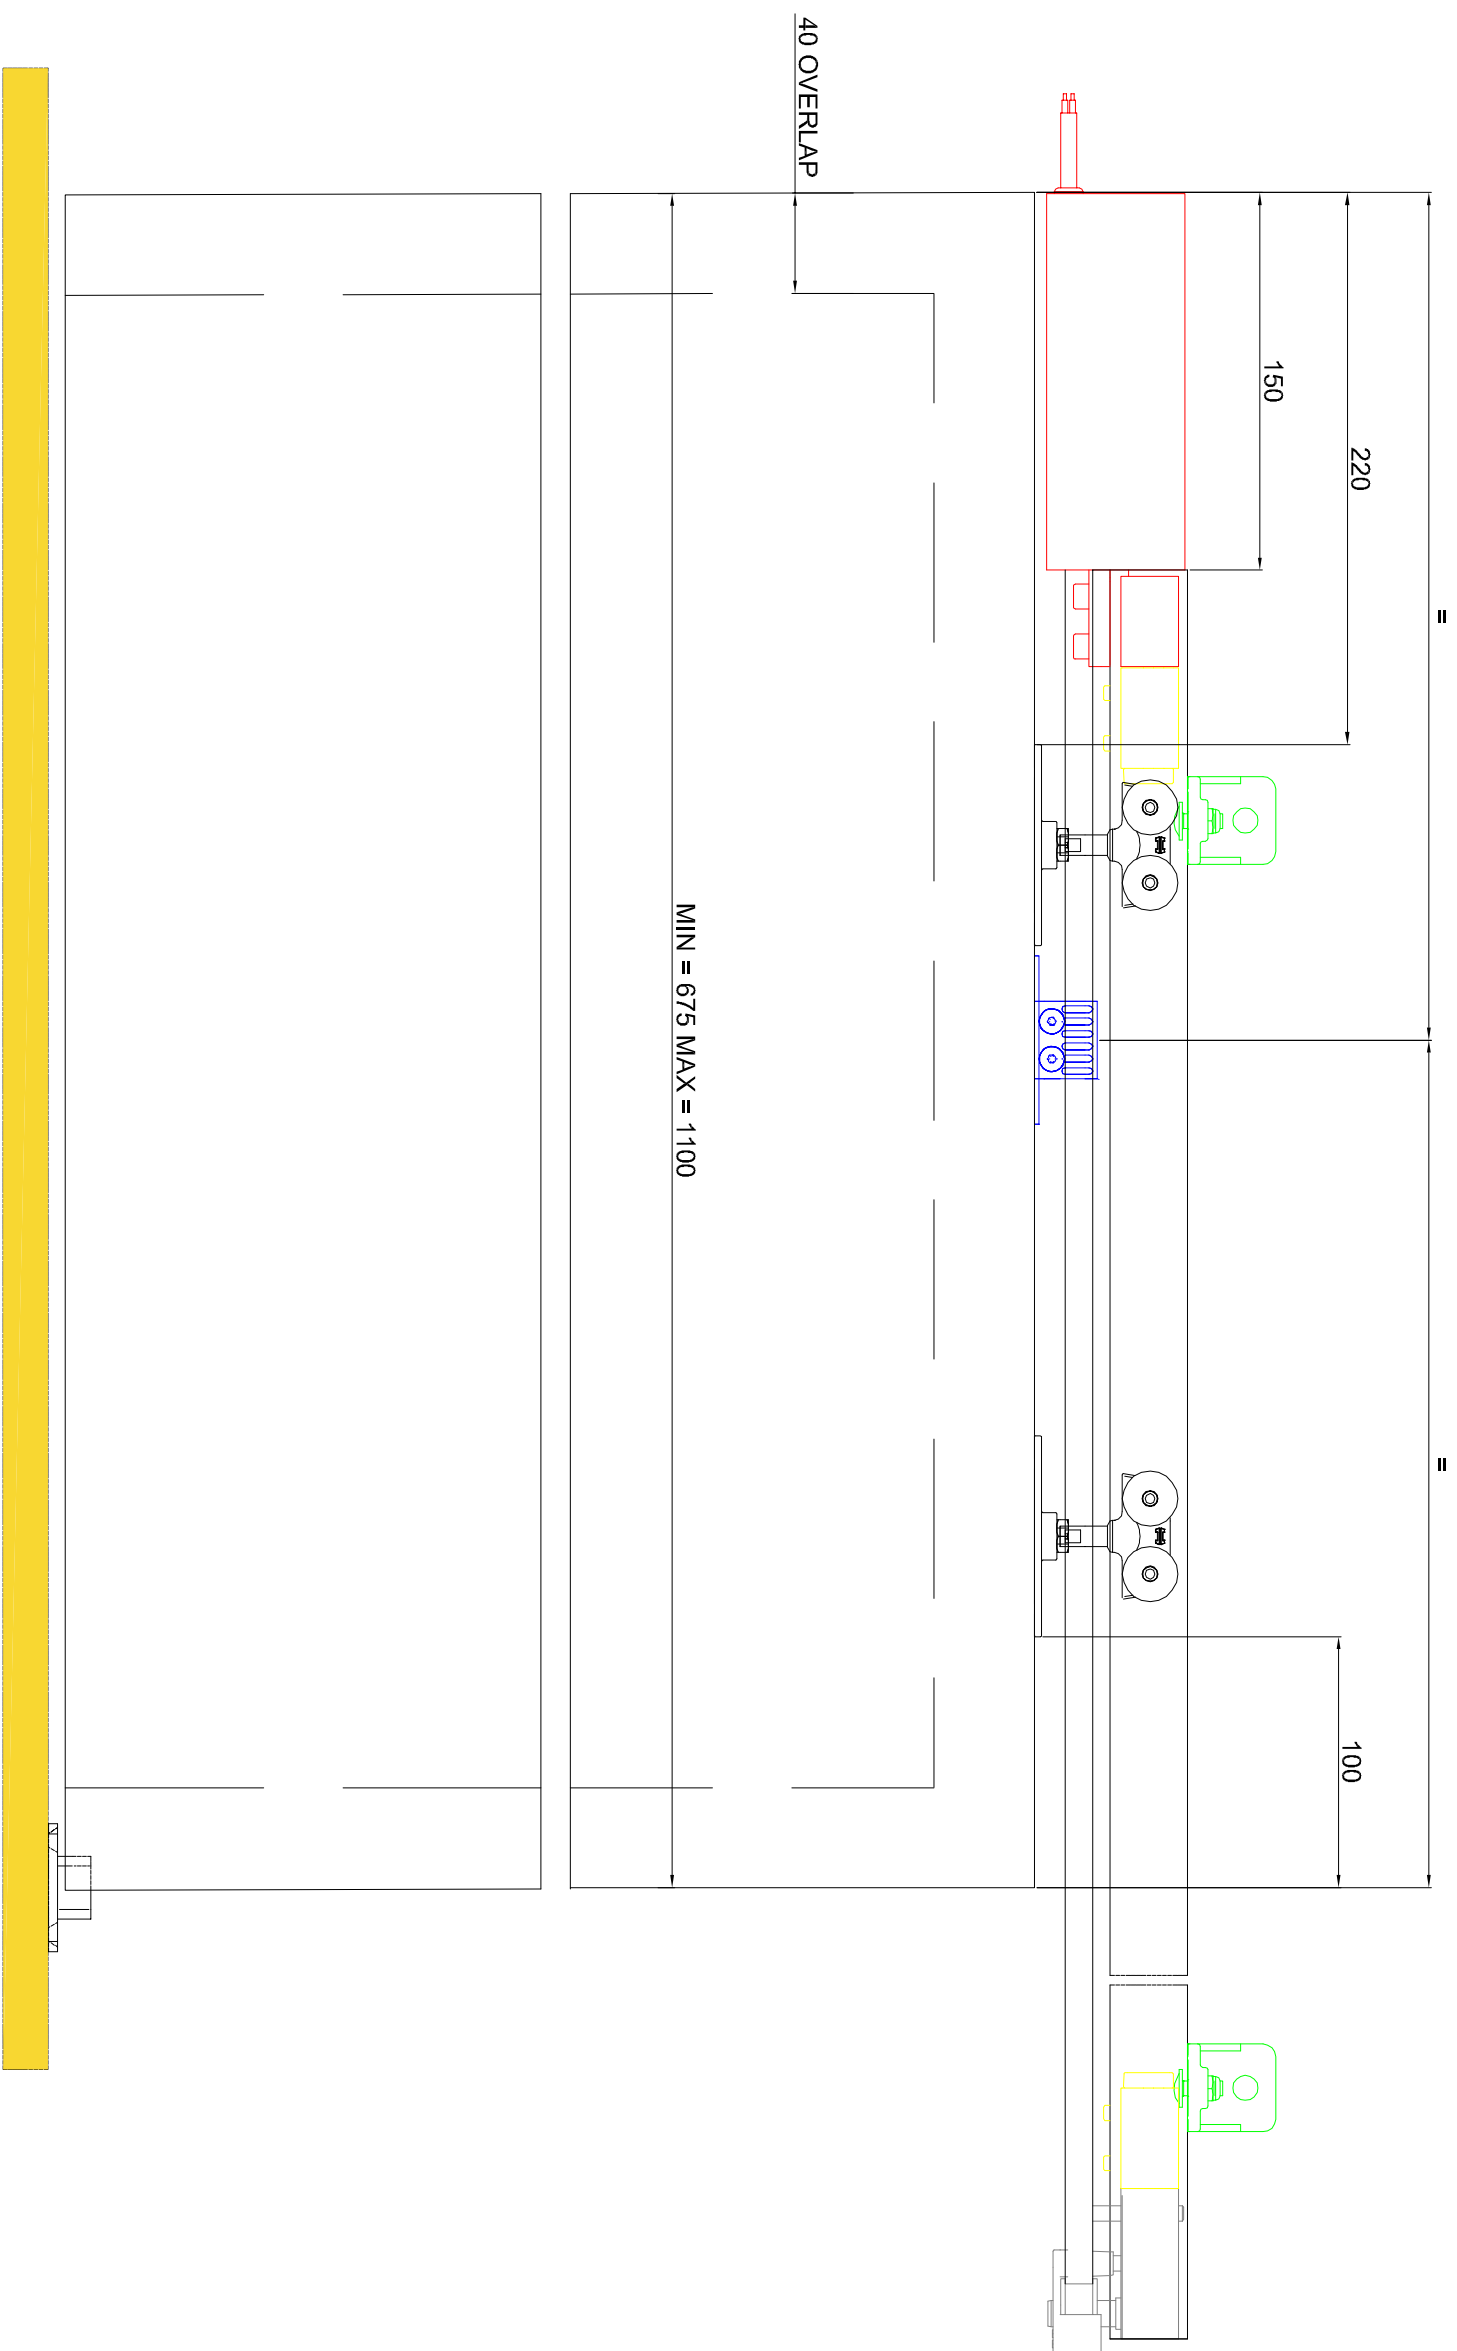 =
=
220
100
150
40 OVERLAP
MIN = 675 MAX = 1100